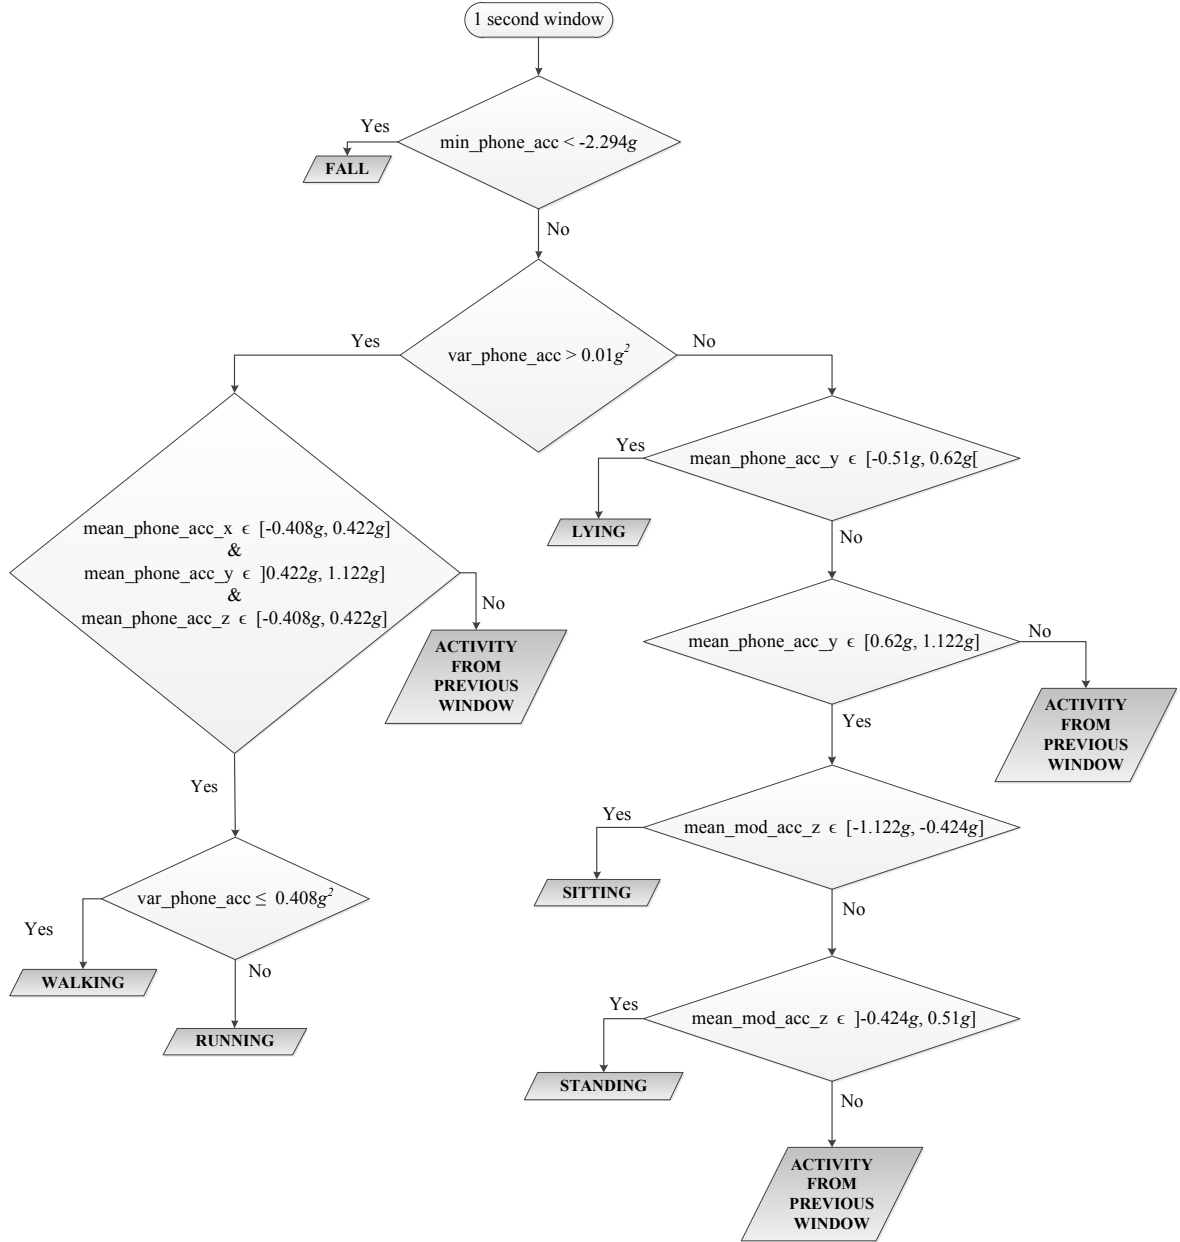 1 second window
Yes
min_phone_acc < -2.294g
FALL
No
Yes
var_phone_acc > 0.01g²
No
Yes
mean_phone_acc_y ϵ [-0.51g, 0.62g[
LYING
No
mean_phone_acc_x ϵ [-0.408g, 0.422g]
&
mean_phone_acc_y ϵ ]0.422g, 1.122g]
&
mean_phone_acc_z ϵ [-0.408g, 0.422g]
No
ACTIVITY
FROM
PREVIOUS
WINDOW
mean_phone_acc_y ϵ [0.62g, 1.122g]
No
ACTIVITY
FROM
PREVIOUS
WINDOW
Yes
Yes
Yes
mean_mod_acc_z ϵ [-1.122g, -0.424g]
SITTING
No
var_phone_acc ≤ 0.408g²
Yes
WALKING
No
RUNNING
Yes
mean_mod_acc_z ϵ ]-0.424g, 0.51g]
STANDING
No
ACTIVITY
FROM
PREVIOUS
WINDOW